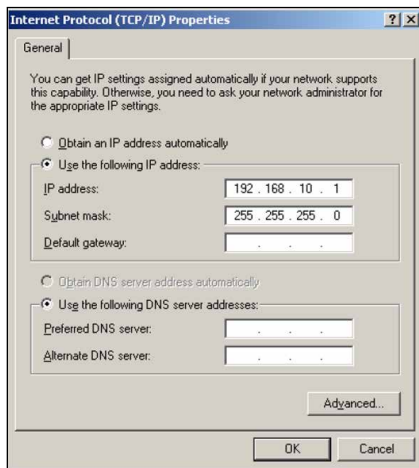 Internet Protocol (TCP/IP) Properties
General
You can get IP settings assigned automatically if your network supports
this capability. Otherwise, you need to ask your network administrator for
the appropriate IP settings.
Obtain an IP address automatically
Use the following IP address:
IP address: 192 . 168 . 10 . 1
Subnet mask: 255 . 255 . 255 . 0
Default gateway: . . .
Obtain DNS server address automatically
Use the following DNS server addresses:
Preferred DNS server: . . .
Alternate DNS server: . . .
Advanced...
OK Cancel